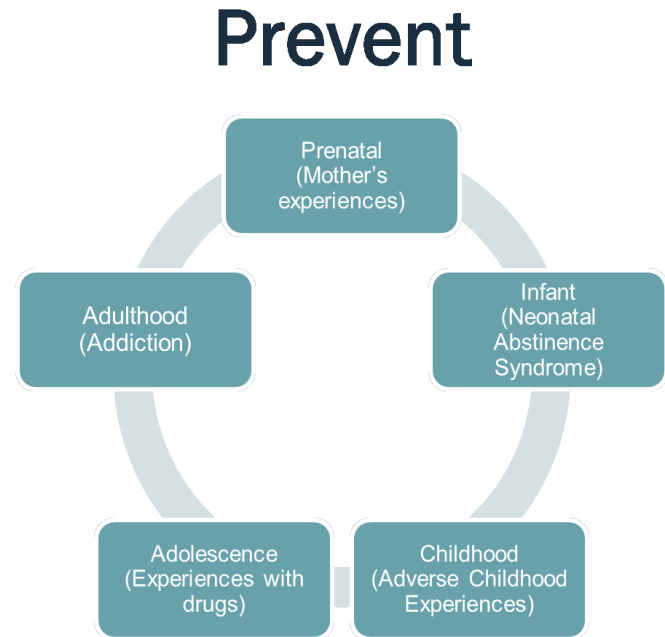 Prevent
Prenatal
(Mother's
experiences)
Infant
(Neonatal
Abstinence
Syndrome)
Childhood
(Adverse Childhood
Experiences)
Adolescence
(Experiences with
drugs)
Adulthood
(Addiction)